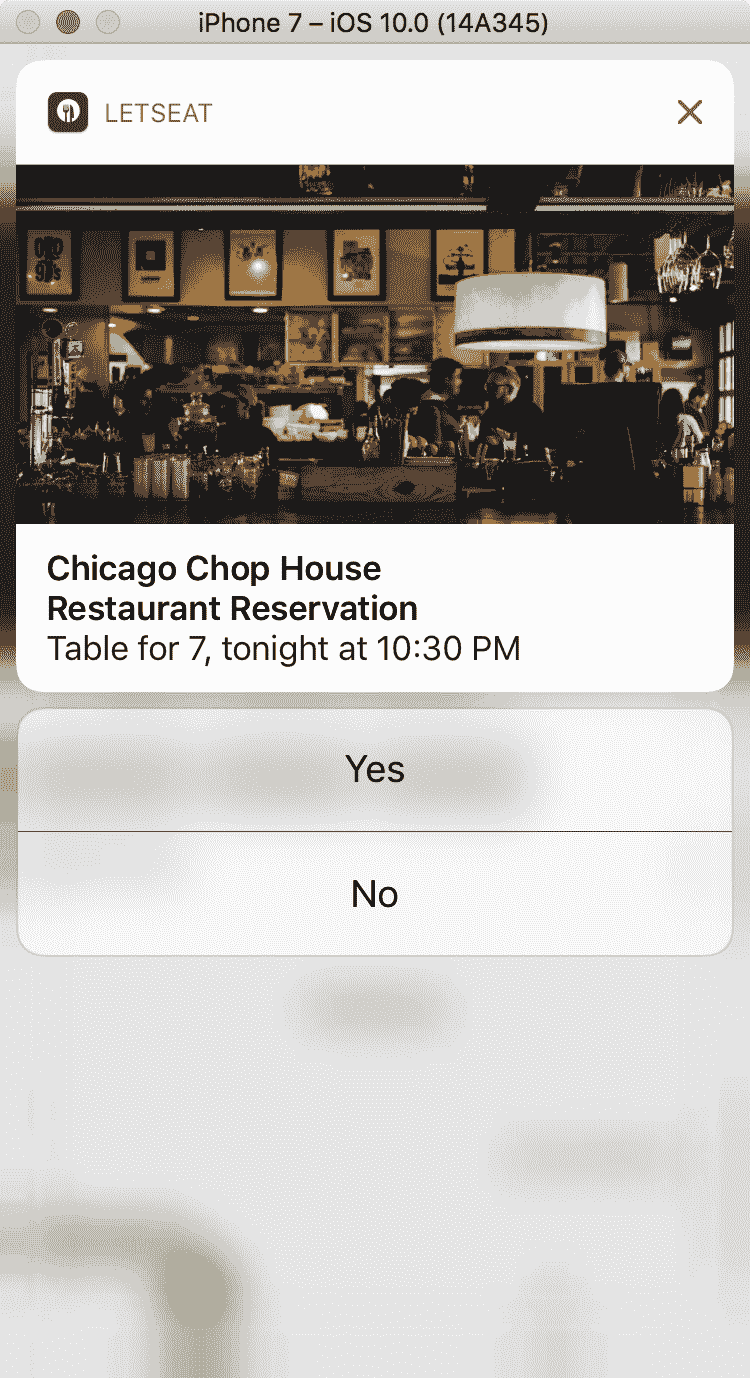 iPhone 7 – iOS 10.0 (14A345)
LETSEAT
Chicago Chop House
Restaurant Reservation
Table for 7, tonight at 10:30 PM
Yes
No